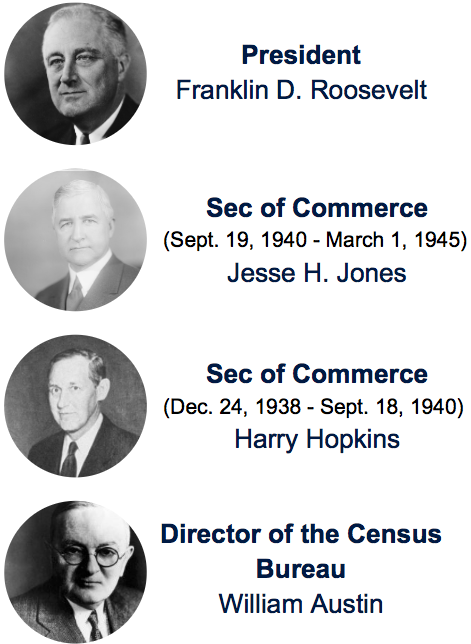 President
Franklin D. Roosevelt
Sec of Commerce
(Sept. 19, 1940 - March 1, 1945)
Jesse H. Jones
Sec of Commerce
(Dec. 24, 1938 - Sept. 18, 1940)
Harry Hopkins
Director of the Census
Bureau
William Austin